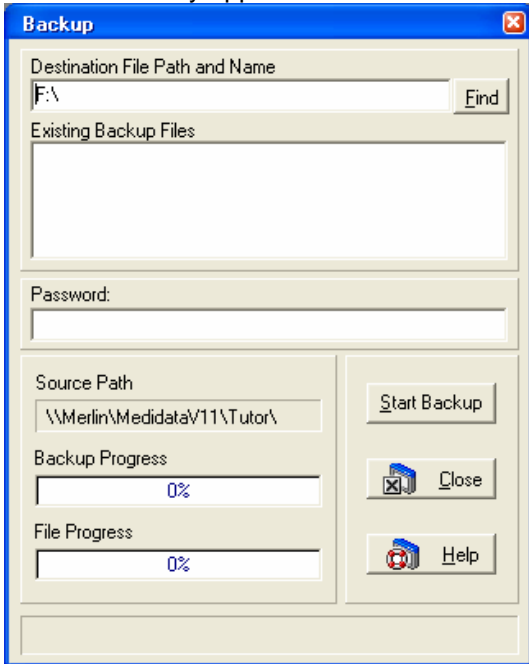 Backup
Destination File Path and Name
F:\
Find
Existing Backup Files
Password:
Source Path
\\Merlin\MedidataV11\Tutor\
Start Backup
Backup Progress
0%
Close
File Progress
0%
Help